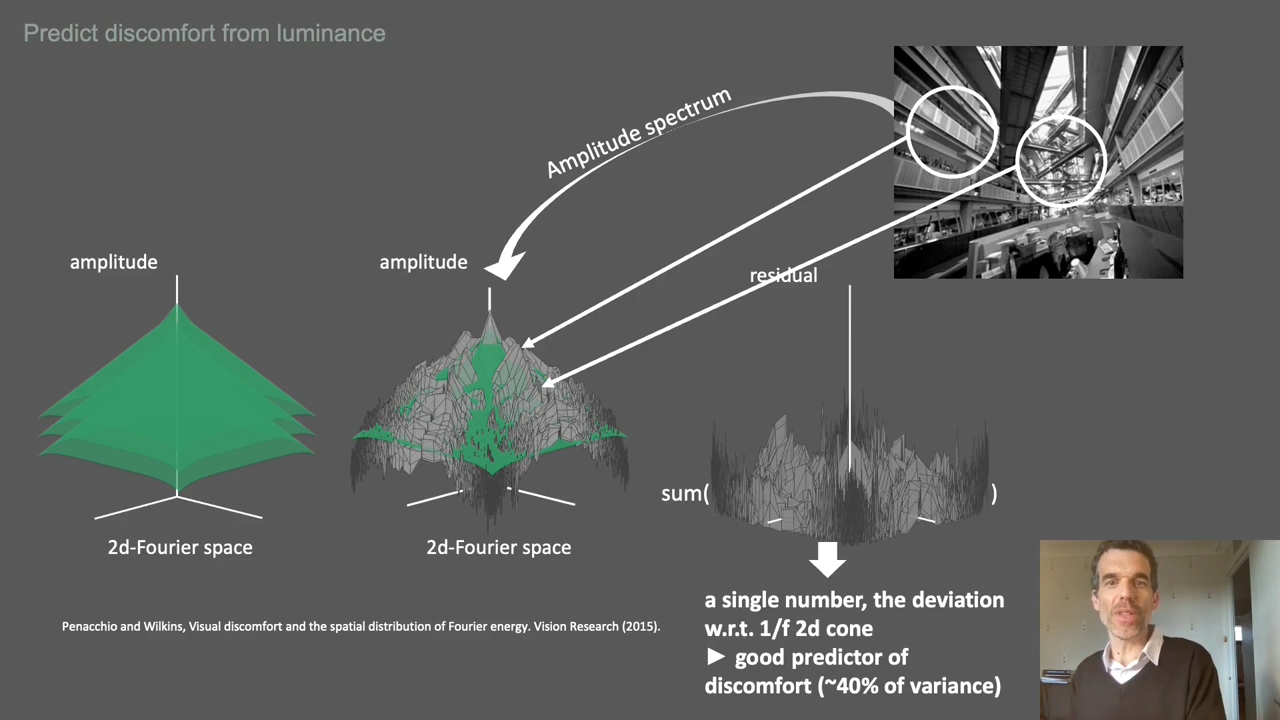 Predict discomfort from luminance
Amplitude spectrum
amplitude
amplitude
residual
sum(
)
2d-Fourier space
2d-Fourier space
a single number, the deviation
w.r.t. 1/f 2d cone
► good predictor of
discomfort (~40% of variance)
Penacchio and Wilkins, Visual discomfort and the spatial distribution of Fourier energy. Vision Research (2015).